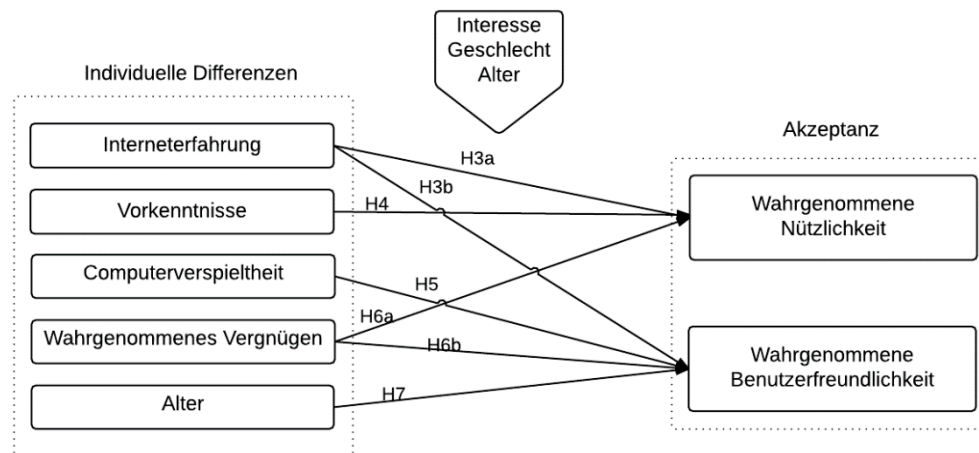 Interesse
Geschlecht
Alter
Individuelle Differenzen
Interneterfahrung
Vorkenntnisse
Computerverspieltheit
Wahrgenommenes Vergnügen
Alter
H3a
H3b
H4
H5
H6a
H6b
H7
Akzeptanz
Wahrgenommene
Nützlichkeit
Wahrgenommene
Benutzerfreundlichkeit